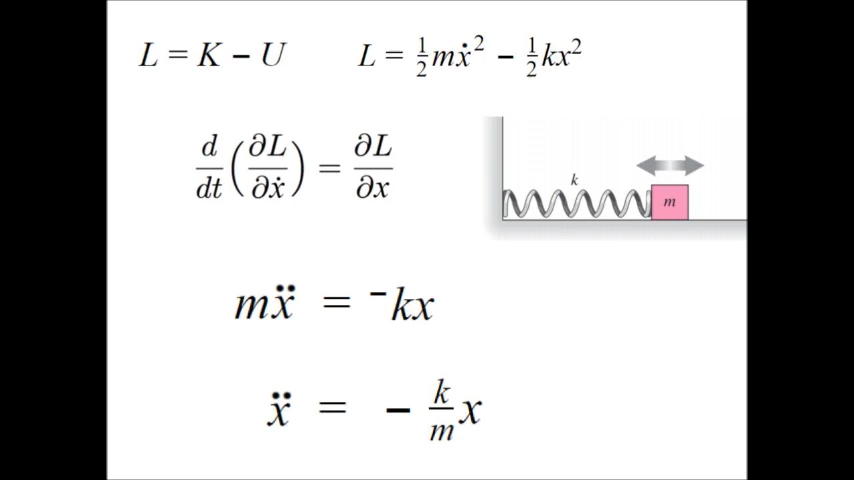 L = K − U L = ½mẋ² − ½kx²
d/dt(∂L/∂ẋ) = ∂L/∂x
k
m
mẍ = ⁻kx
ẍ = − k/m x